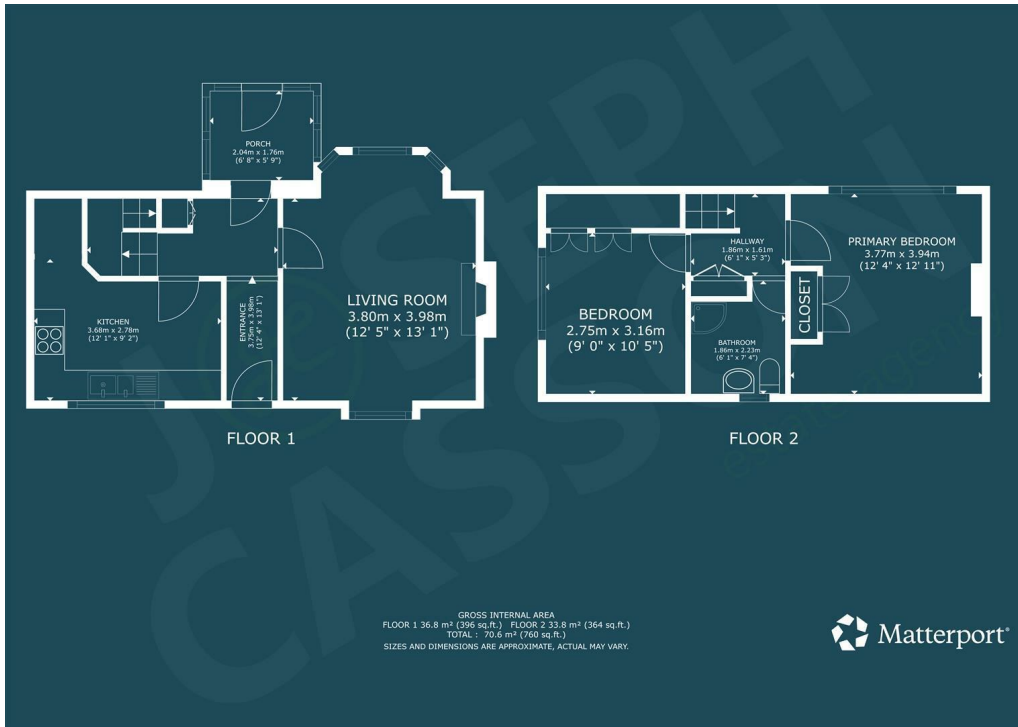 PORCH
2.04m x 1.76m
(6' 8" x 5' 9")
KITCHEN
3.68m x 2.78m
(12' 1" x 9' 2")
ENTRANCE
3.75m x 3.98m
(12' 4" x 13' 1")
LIVING ROOM
3.80m x 3.98m
(12' 5" x 13' 1")
FLOOR 1
BEDROOM
2.75m x 3.16m
(9' 0" x 10' 5")
HALLWAY
1.86m x 1.61m
(6' 1" x 5' 3")
BATHROOM
1.86m x 2.23m
(6' 1" x 7' 4")
CLOSET
PRIMARY BEDROOM
3.77m x 3.94m
(12' 4" x 12' 11")
FLOOR 2
JOSEPH
CASSON
GROSS INTERNAL AREA
FLOOR 1 36.8 m² (396 sq.ft.) FLOOR 2 33.8 m² (364 sq.ft.)
TOTAL : 70.6 m² (760 sq.ft.)
SIZES AND DIMENSIONS ARE APPROXIMATE, ACTUAL MAY VARY.
Matterport®